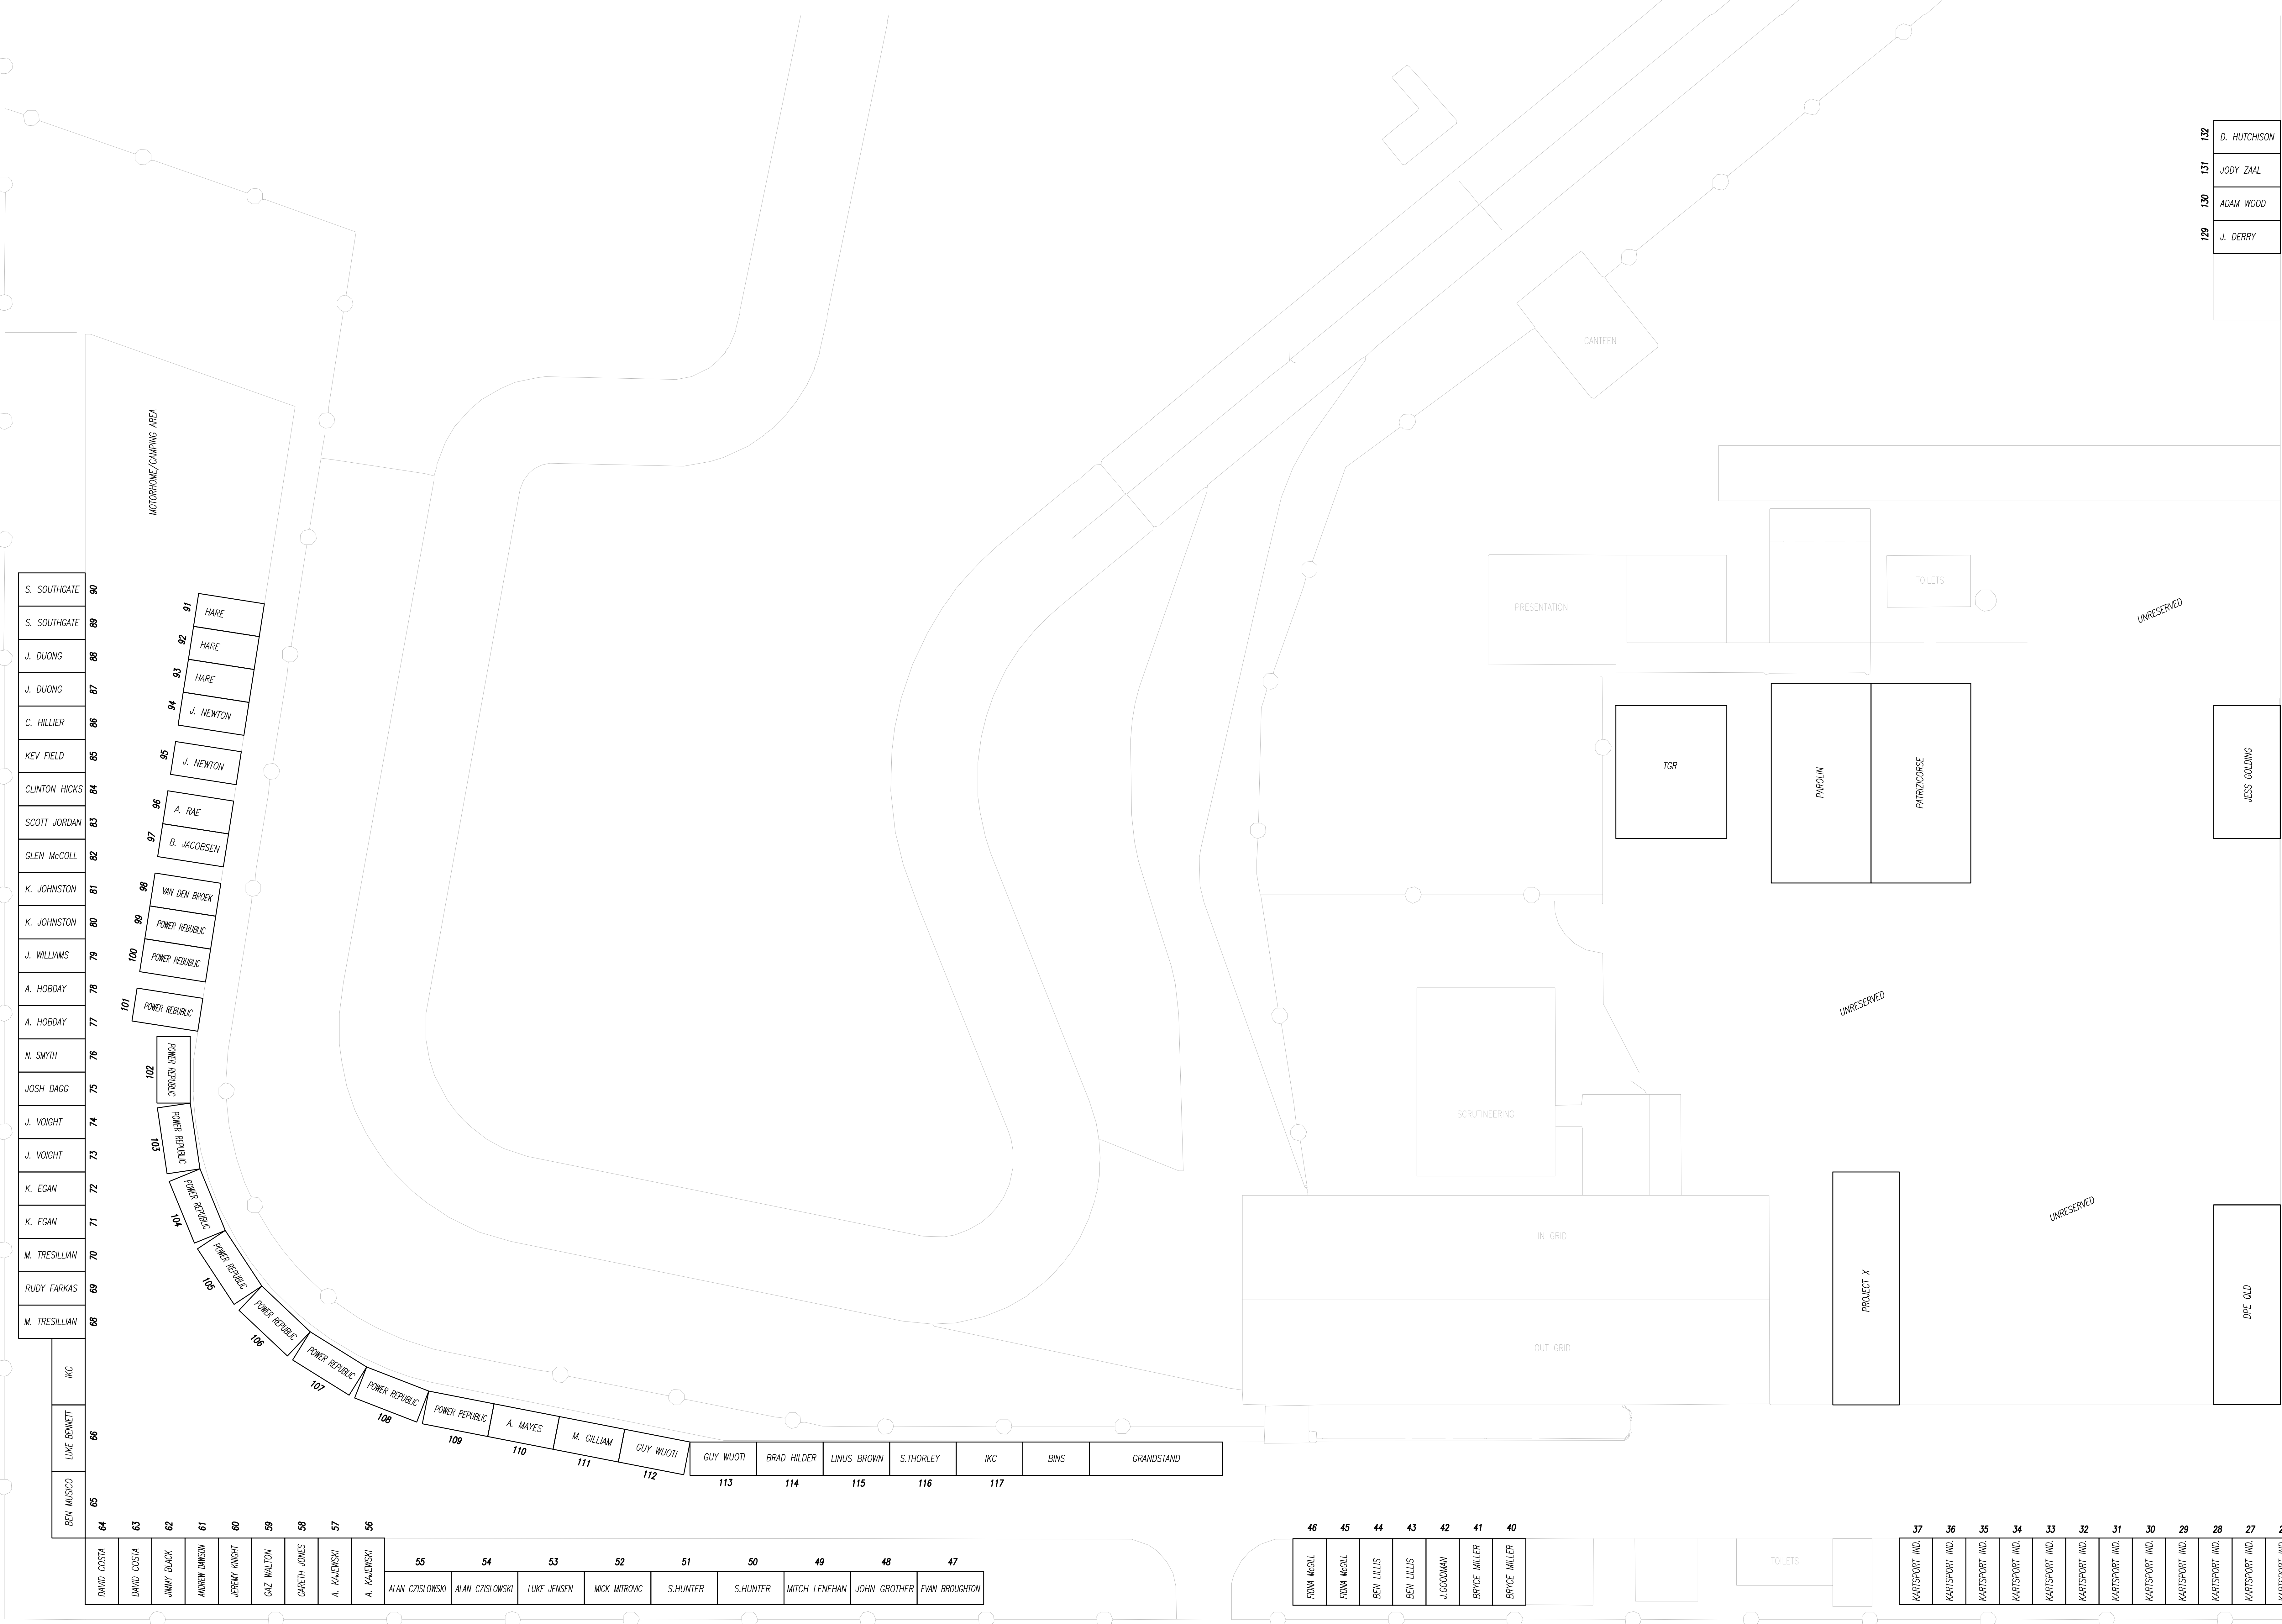 132 D. HUTCHISON
131 JODY ZAAL
130 ADAM WOOD
129 J. DERRY
CANTEEN
MOTORHOME/CAMPING AREA
PRESENTATION
TOILETS
UNRESERVED
S. SOUTHGATE 90
S. SOUTHGATE 89
J. DUONG 88
J. DUONG 87
C. HILLIER 86
KEV FIELD 85
CLINTON HICKS 84
SCOTT JORDAN 83
GLEN McCOLL 82
K. JOHNSTON 81
K. JOHNSTON 80
J. WILLIAMS 79
A. HOBDAY 78
A. HOBDAY 77
N. SMYTH 76
JOSH DAGG 75
J. VOIGHT 74
J. VOIGHT 73
K. EGAN 72
K. EGAN 71
M. TRESILLIAN 70
RUDY FARKAS 69
M. TRESILLIAN 68
IKC
LUKE BENNETT 66
BEN MUSICO 65
91 HARE
92 HARE
93 HARE
94 J. NEWTON
95 J. NEWTON
96 A. RAE
97 B. JACOBSEN
98 VAN DEN BROEK
99 POWER REBUBLIC
100 POWER REBUBLIC
101 POWER REBUBLIC
102 POWER REPUBLIC
103 POWER REPUBLIC
104 POWER REPUBLIC
105 POWER REPUBLIC
106 POWER REPUBLIC
107 POWER REPUBLIC
108 POWER REPUBLIC
109 POWER REPUBLIC
110 A. MAYES
111 M. GILLIAM
112 GUY WUOTI
113 GUY WUOTI
114 BRAD HILDER
115 LINUS BROWN
116 S.THORLEY
117 IKC
BINS
GRANDSTAND
TGR
PAROLIN
PATRIZICORSE
JESS GOLDING
UNRESERVED
SCRUTINEERING
UNRESERVED
IN GRID
OUT GRID
PROJECT X
DPE QLD
64 DAVID COSTA
63 DAVID COSTA
62 JIMMY BLACK
61 ANDREW DAWSON
60 JEREMY KNIGHT
59 GAZ WALTON
58 GARETH JONES
57 A. KAJEWSKI
56 A. KAJEWSKI
55 ALAN CZISLOWSKI
54 ALAN CZISLOWSKI
53 LUKE JENSEN
52 MICK MITROVIC
51 S.HUNTER
50 S.HUNTER
49 MITCH LENEHAN
48 JOHN GROTHER
47 EVAN BROUGHTON
46 FIONA McGILL
45 FIONA McGILL
44 BEN LILLIS
43 BEN LILLIS
42 J.GOODMAN
41 BRYCE MILLER
40 BRYCE MILLER
TOILETS
37 KARTSPORT IND.
36 KARTSPORT IND.
35 KARTSPORT IND.
34 KARTSPORT IND.
33 KARTSPORT IND.
32 KARTSPORT IND.
31 KARTSPORT IND.
30 KARTSPORT IND.
29 KARTSPORT IND.
28 KARTSPORT IND.
27 KARTSPORT IND.